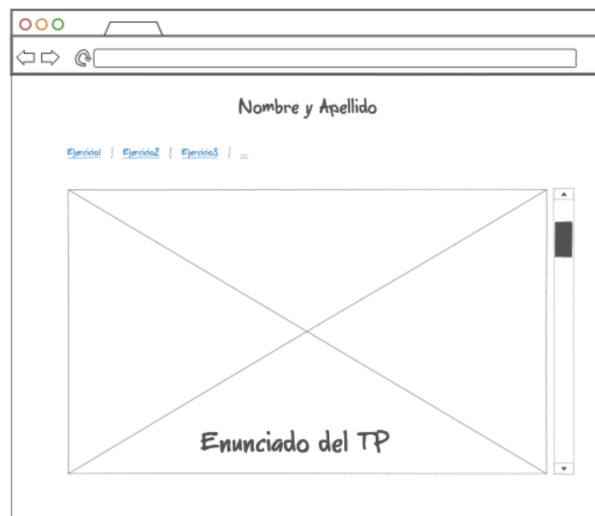 Nombre y Apellido
Ejercicio1 | Ejercicio2 | Ejercicio3 | ...
Enunciado del TP